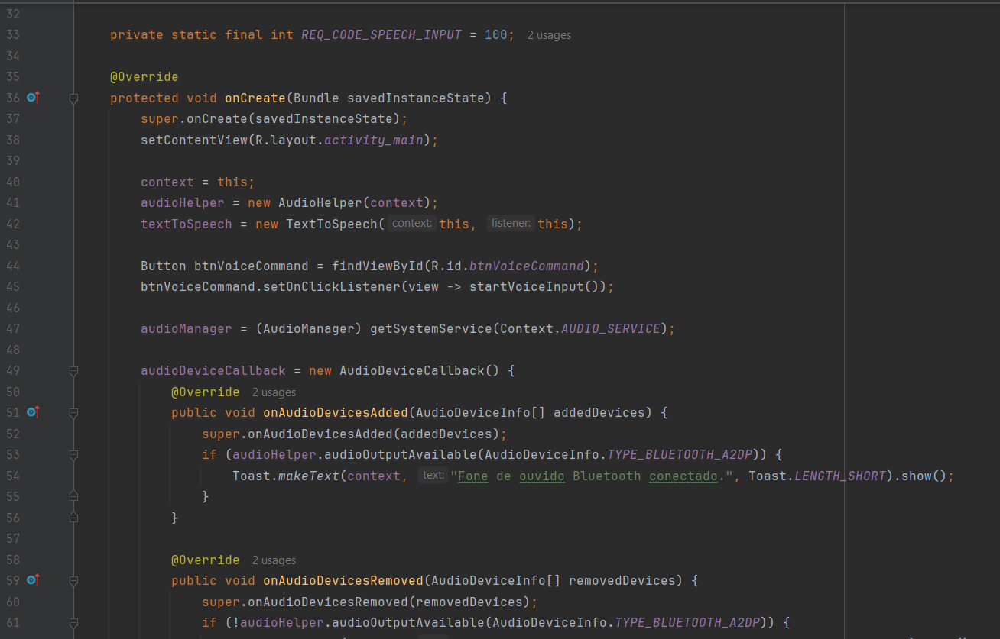 32
33 private static final int REQ_CODE_SPEECH_INPUT = 100; 2 usages
34
35 @Override
36 protected void onCreate(Bundle savedInstanceState) {
37 super.onCreate(savedInstanceState);
38 setContentView(R.layout.activity_main);
39
40 context = this;
41 audioHelper = new AudioHelper(context);
42 textToSpeech = new TextToSpeech( context: this, listener: this);
43
44 Button btnVoiceCommand = findViewById(R.id.btnVoiceCommand);
45 btnVoiceCommand.setOnClickListener(view -> startVoiceInput());
46
47 audioManager = (AudioManager) getSystemService(Context.AUDIO_SERVICE);
48
49 audioDeviceCallback = new AudioDeviceCallback() {
50 @Override 2 usages
51 public void onAudioDevicesAdded(AudioDeviceInfo[] addedDevices) {
52 super.onAudioDevicesAdded(addedDevices);
53 if (audioHelper.audioOutputAvailable(AudioDeviceInfo.TYPE_BLUETOOTH_A2DP)) {
54 Toast.makeText(context, text: "Fone de ouvido Bluetooth conectado.", Toast.LENGTH_SHORT).show();
55 }
56 }
57
58 @Override 2 usages
59 public void onAudioDevicesRemoved(AudioDeviceInfo[] removedDevices) {
60 super.onAudioDevicesRemoved(removedDevices);
61 if (!audioHelper.audioOutputAvailable(AudioDeviceInfo.TYPE_BLUETOOTH_A2DP)) {